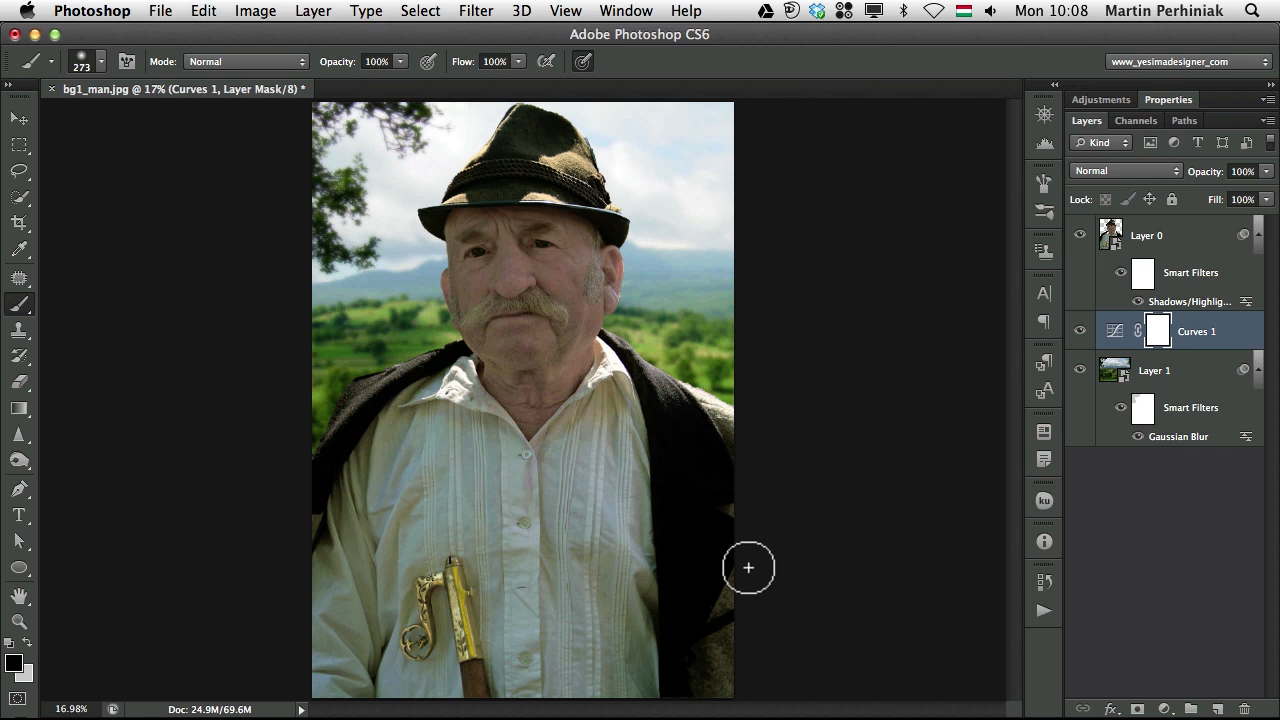 Photoshop File Edit Image Layer Type Select Filter 3D View Window Help Mon 10:08 Martin Perhiniak
Adobe Photoshop CS6
273 Mode: Normal Opacity: 100% Flow: 100% www_yesimadesigner_com
× bg1_man.jpg @ 17% (Curves 1, Layer Mask/8) *
Adjustments Properties
Layers Channels Paths
Kind T
Normal Opacity: 100%
Lock: Fill: 100%
Layer 0
Smart Filters
Shadows/Highlig...
Curves 1
Layer 1
Smart Filters
Gaussian Blur
A
A
ku
T
16.98% Doc: 24.9M/69.6M
fx